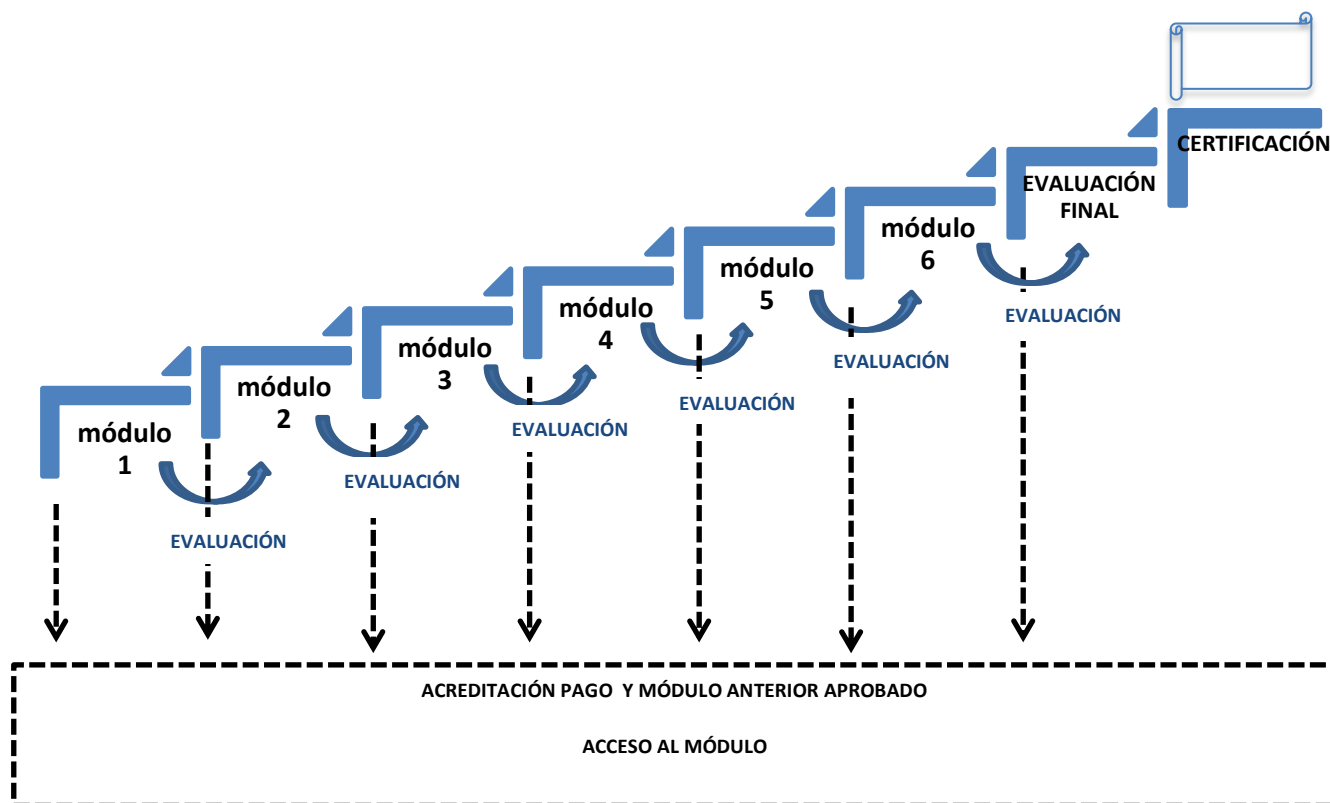 módulo
1
EVALUACIÓN
módulo
2
EVALUACIÓN
módulo
3
EVALUACIÓN
módulo
4
EVALUACIÓN
módulo
5
EVALUACIÓN
módulo
6
EVALUACIÓN
EVALUACIÓN
FINAL
CERTIFICACIÓN
ACREDITACIÓN PAGO Y MÓDULO ANTERIOR APROBADO
ACCESO AL MÓDULO